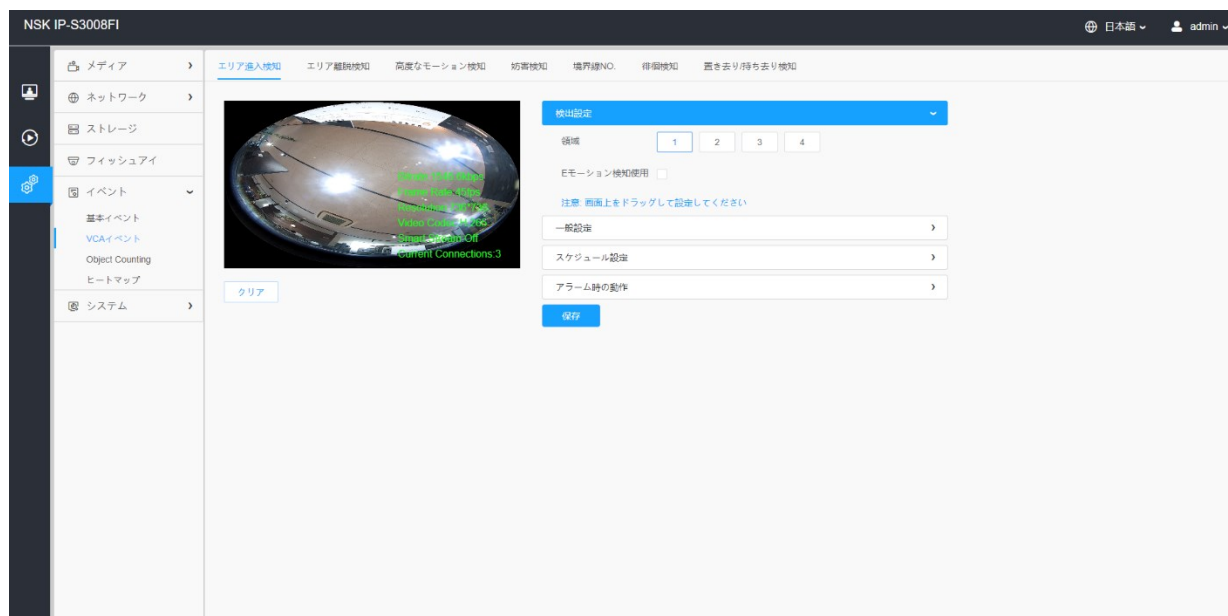 NSK IP-S3008FI
日本語
admin
メディア
ネットワーク
ストレージ
フィッシュアイ
イベント
基本イベント
VCAイベント
Object Counting
ヒートマップ
システム
エリア進入検知 エリア離脱検知 高度なモーション検知 妨害検知 境界線NO. 徘徊検知 置き去り/持ち去り検知
Frame Rate:
Video Codec:
Smart Stream:Off
Current Connections:3
クリア
検出設定
領域 1 2 3 4
Eモーション検知使用
注意: 画面上をドラッグして設定してください
一般設定
スケジュール設定
アラーム時の動作
保存